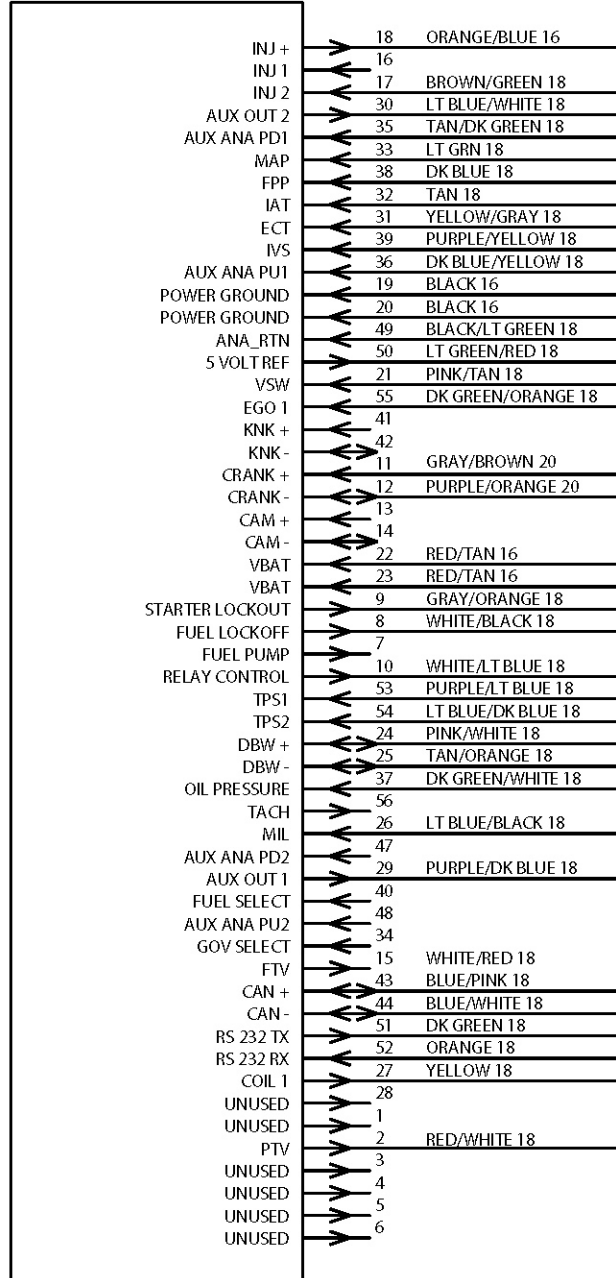 INJ + 18 ORANGE/BLUE 16
INJ 1 16
INJ 2 17 BROWN/GREEN 18
AUX OUT 2 30 LT BLUE/WHITE 18
AUX ANA PD1 35 TAN/DK GREEN 18
MAP 33 LT GRN 18
FPP 38 DK BLUE 18
IAT 32 TAN 18
ECT 31 YELLOW/GRAY 18
IVS 39 PURPLE/YELLOW 18
AUX ANA PU1 36 DK BLUE/YELLOW 18
POWER GROUND 19 BLACK 16
POWER GROUND 20 BLACK 16
ANA_RTN 49 BLACK/LT GREEN 18
5 VOLT REF 50 LT GREEN/RED 18
VSW 21 PINK/TAN 18
EGO 1 55 DK GREEN/ORANGE 18
KNK + 41
KNK - 42
CRANK + 11 GRAY/BROWN 20
CRANK - 12 PURPLE/ORANGE 20
CAM + 13
CAM - 14
VBAT 22 RED/TAN 16
VBAT 23 RED/TAN 16
STARTER LOCKOUT 9 GRAY/ORANGE 18
FUEL LOCKOFF 8 WHITE/BLACK 18
FUEL PUMP 7
RELAY CONTROL 10 WHITE/LT BLUE 18
TPS1 53 PURPLE/LT BLUE 18
TPS2 54 LT BLUE/DK BLUE 18
DBW + 24 PINK/WHITE 18
DBW - 25 TAN/ORANGE 18
OIL PRESSURE 37 DK GREEN/WHITE 18
TACH 56
MIL 26 LT BLUE/BLACK 18
AUX ANA PD2 47
AUX OUT 1 29 PURPLE/DK BLUE 18
FUEL SELECT 40
AUX ANA PU2 48
GOV SELECT 34
FTV 15 WHITE/RED 18
CAN + 43 BLUE/PINK 18
CAN - 44 BLUE/WHITE 18
RS 232 TX 51 DK GREEN 18
RS 232 RX 52 ORANGE 18
COIL 1 27 YELLOW 18
UNUSED 28
UNUSED 1
PTV 2 RED/WHITE 18
UNUSED 3
UNUSED 4
UNUSED 5
UNUSED 6